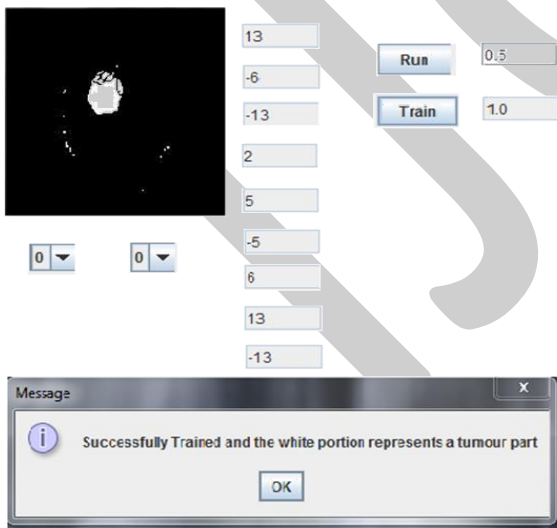 13
-6
-13
2
5
-5
6
13
-13
Run
0.5
Train
1.0
0
0
Message
x
Successfully Trained and the white portion represents a tumour part
OK